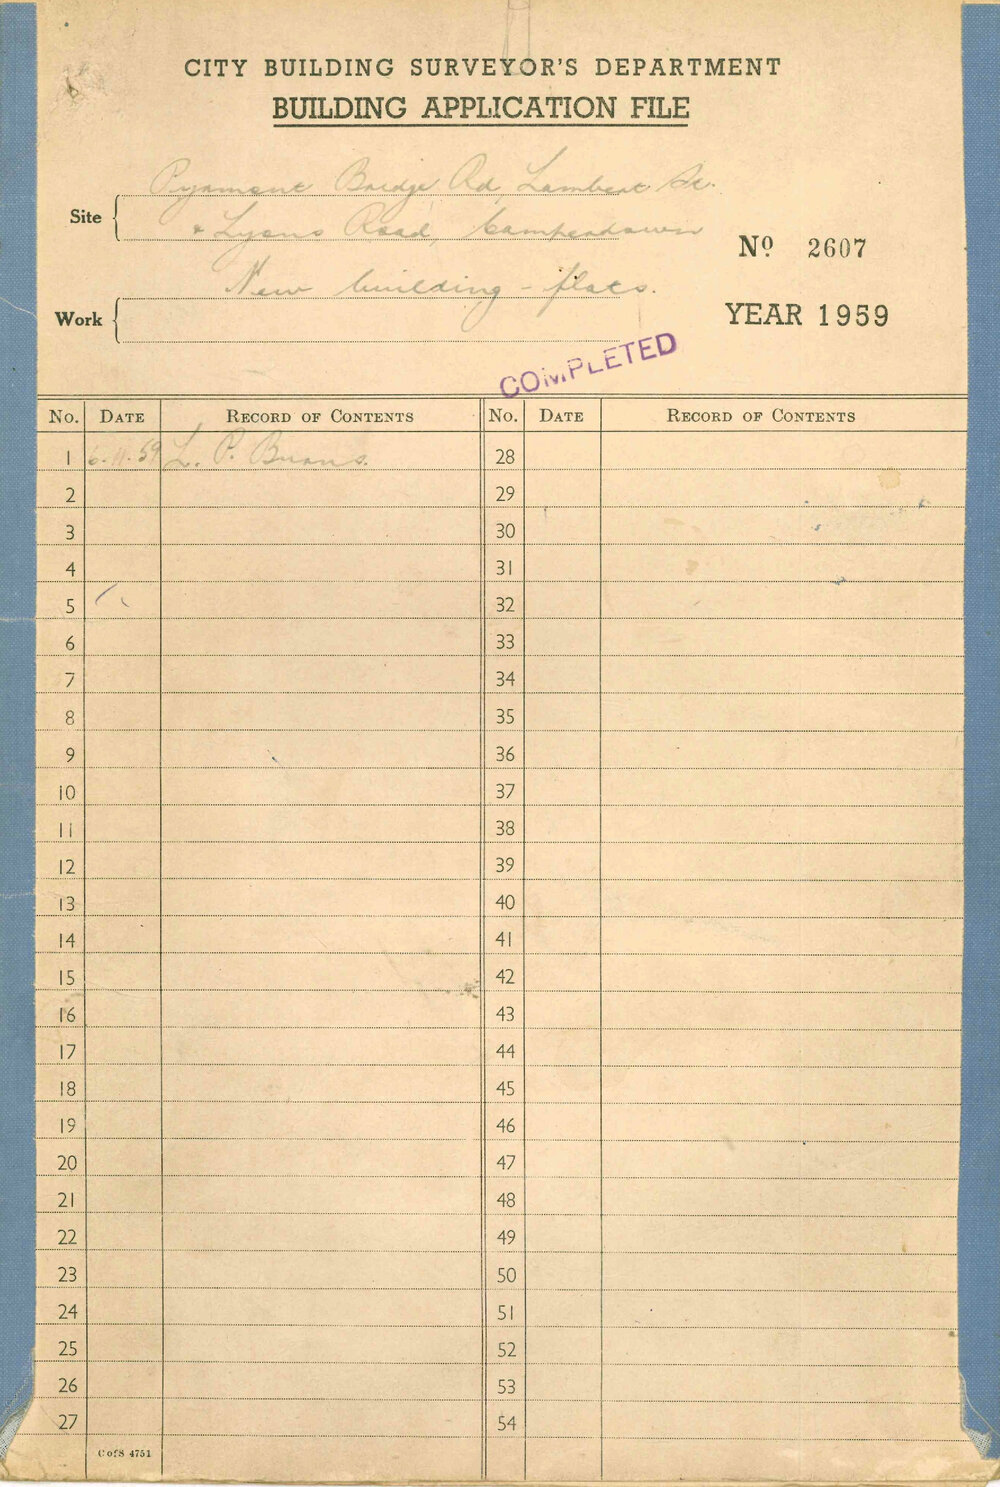 CITY BUILDING SURVEYOR'S DEPARTMENT
BUILDING APPLICATION FILE
Pyrmont Bridge Rd, Lambert St.
Site
& Lyons Road, Camperdown
No 2607
New building - flats.
Work
YEAR 1959
COMPLETED
No. DATE RECORD OF CONTENTS No. DATE RECORD OF CONTENTS
1 6.11.59 L. P. Burns. 28
2 29
3 30
4 31
5 32
6 33
7 34
8 35
9 36
10 37
11 38
12 39
13 40
14 41
15 42
16 43
17 44
18 45
19 46
20 47
21 48
22 49
23 50
24 51
25 52
26 53
27 54
C of S 4751